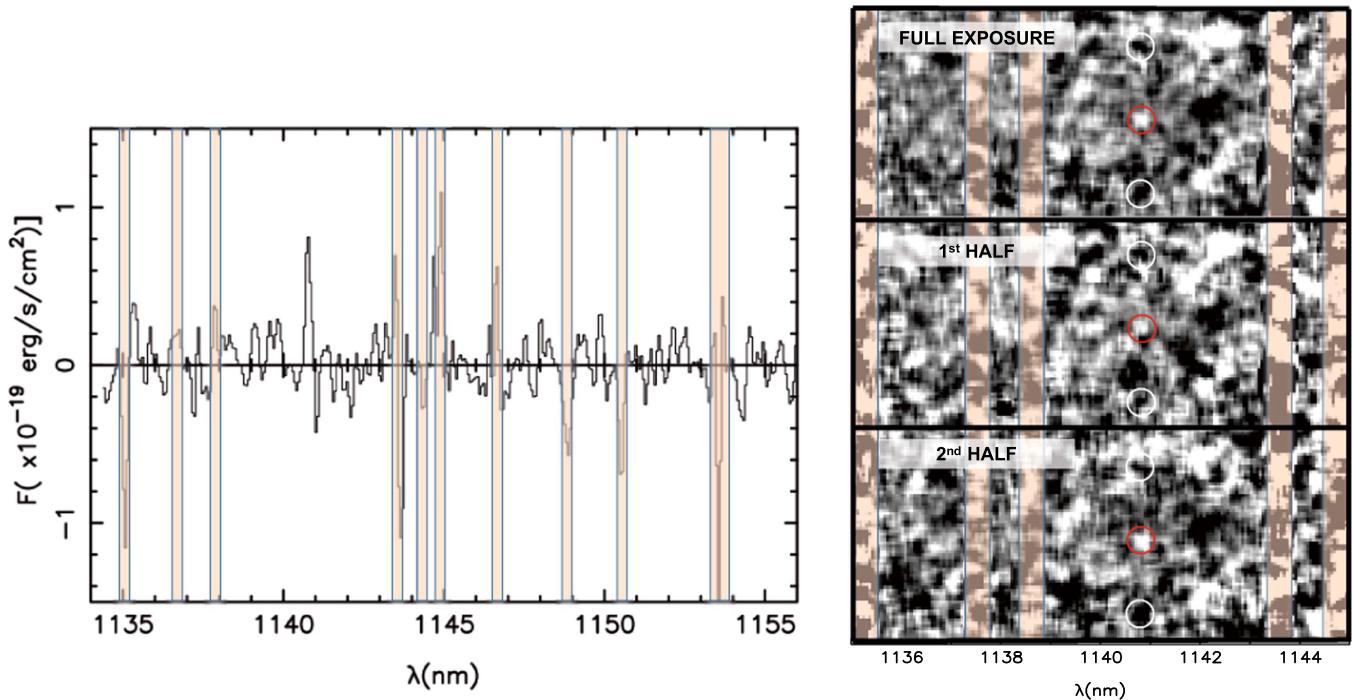 F( ×10⁻¹⁹ erg/s/cm²)]
1
0
−1
1135 1140 1145 1150 1155
λ(nm)
FULL EXPOSURE
1st HALF
2nd HALF
1136 1138 1140 1142 1144
λ(nm)